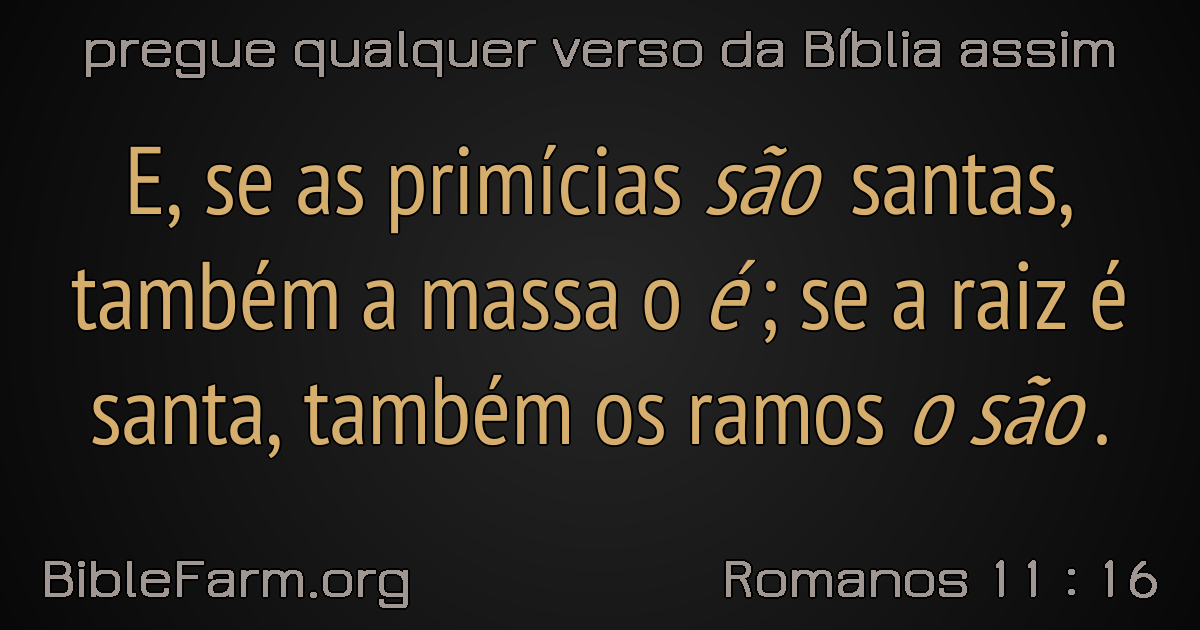 pregue qualquer verso da Bíblia assim
E, se as primícias são santas,
também a massa o é; se a raiz é
santa, também os ramos o são.
BibleFarm.org
Romanos 11 : 16